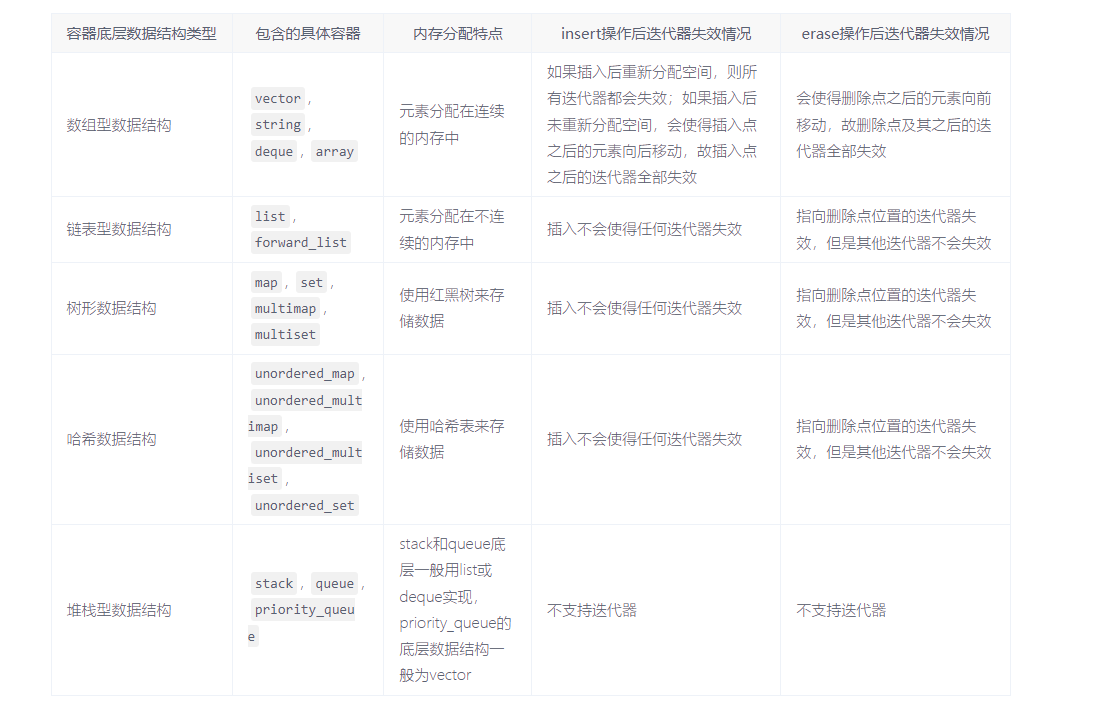 容器底层数据结构类型 包含的具体容器 内存分配特点 insert操作后迭代器失效情况 erase操作后迭代器失效情况
数组型数据结构
vector,
string,
deque, array
元素分配在连续
的内存中
如果插入后重新分配空间，则所
有迭代器都会失效；如果插入后
未重新分配空间，会使得插入点
之后的元素向后移动，故插入点
之后的迭代器全部失效
会使得删除点之后的元素向前
移动，故删除点及其之后的迭
代器全部失效
链表型数据结构
list,
forward_list
元素分配在不连
续的内存中
插入不会使得任何迭代器失效
指向删除点位置的迭代器失
效，但是其他迭代器不会失效
树形数据结构
map, set,
multimap,
multiset
使用红黑树来存
储数据
插入不会使得任何迭代器失效
指向删除点位置的迭代器失
效，但是其他迭代器不会失效
哈希数据结构
unordered_map,
unordered_mult
imap,
unordered_mult
iset,
unordered_set
使用哈希表来存
储数据
插入不会使得任何迭代器失效
指向删除点位置的迭代器失
效，但是其他迭代器不会失效
堆栈型数据结构
stack, queue,
priority_queu
e
stack和queue底
层一般用list或
deque实现，
priority_queue的
底层数据结构一
般为vector
不支持迭代器
不支持迭代器